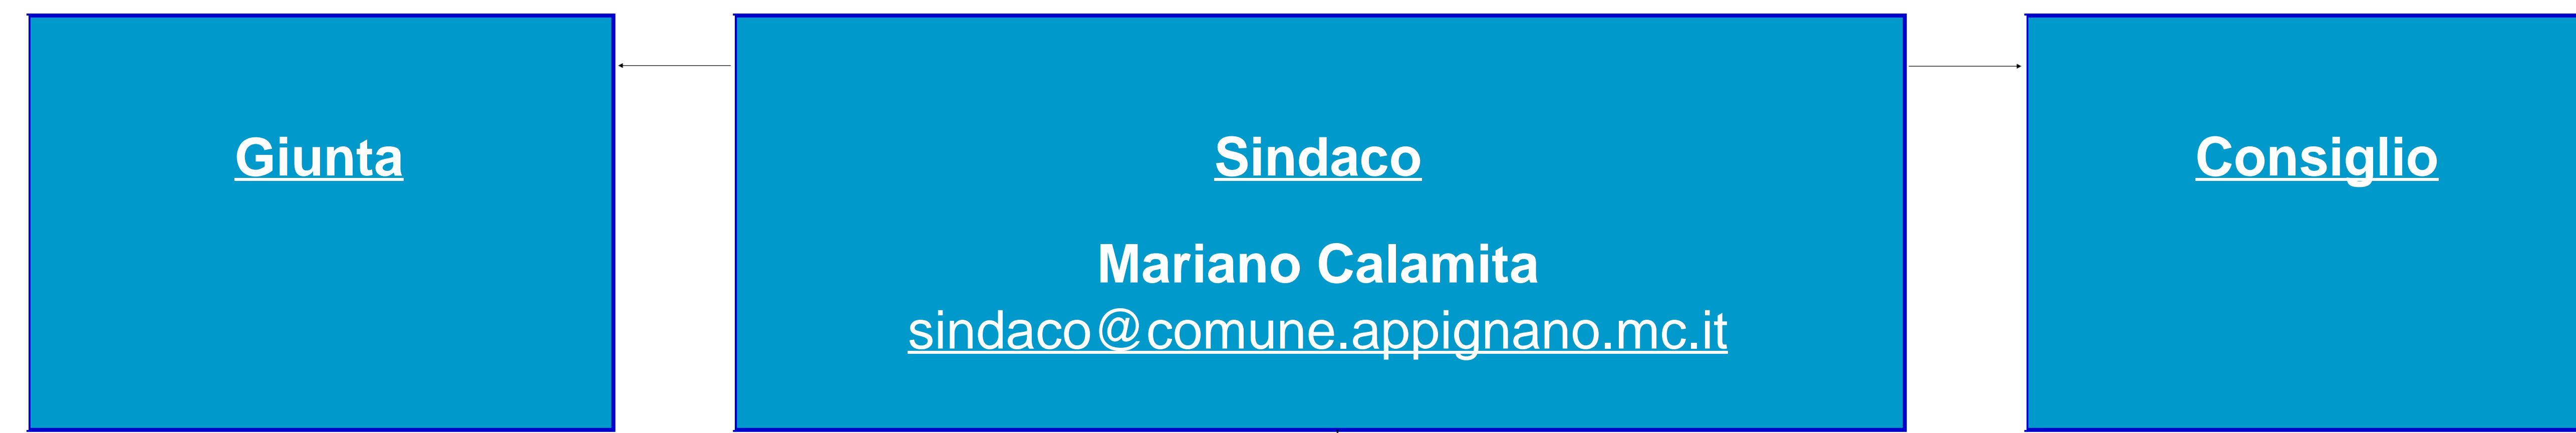 Giunta
Sindaco
Consiglio
Mariano Calamita
sindaco@comune.appignano.mc.it